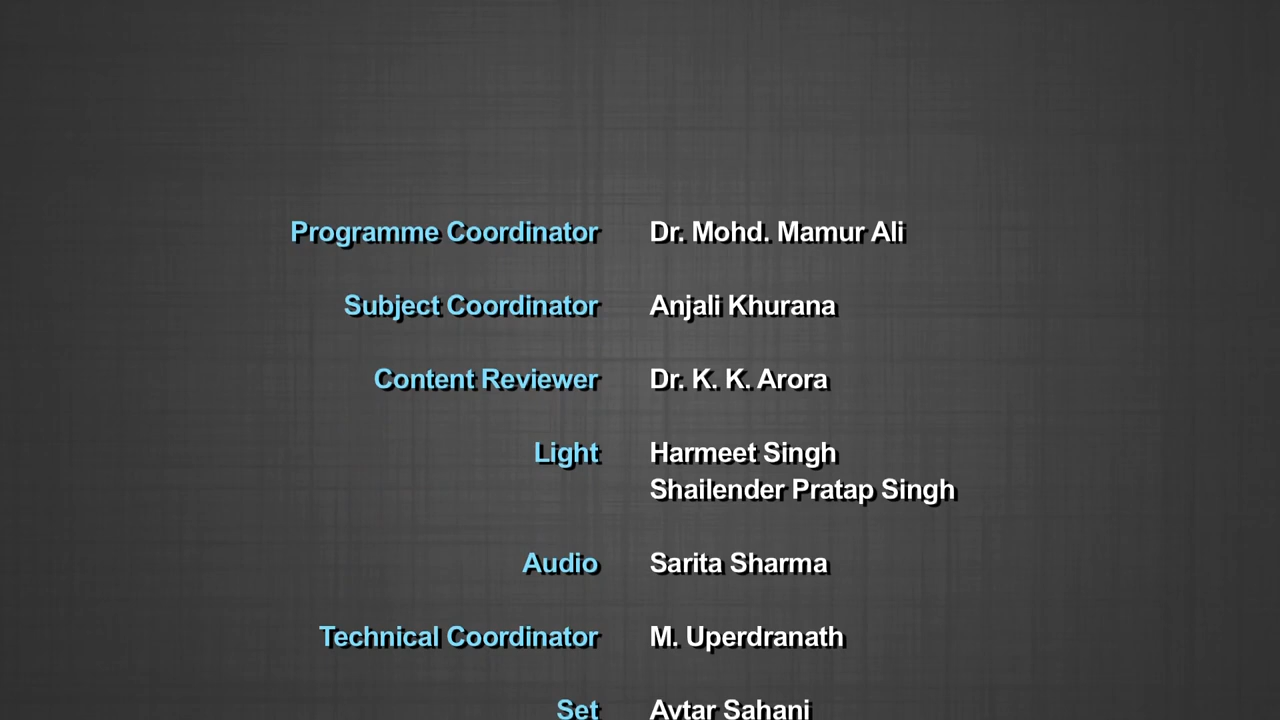 Programme Coordinator Dr. Mohd. Mamur Ali
Subject Coordinator Anjali Khurana
Content Reviewer Dr. K. K. Arora
Light Harmeet Singh
Shailender Pratap Singh
Audio Sarita Sharma
Technical Coordinator M. Uperdranath
Set Avtar Sahani